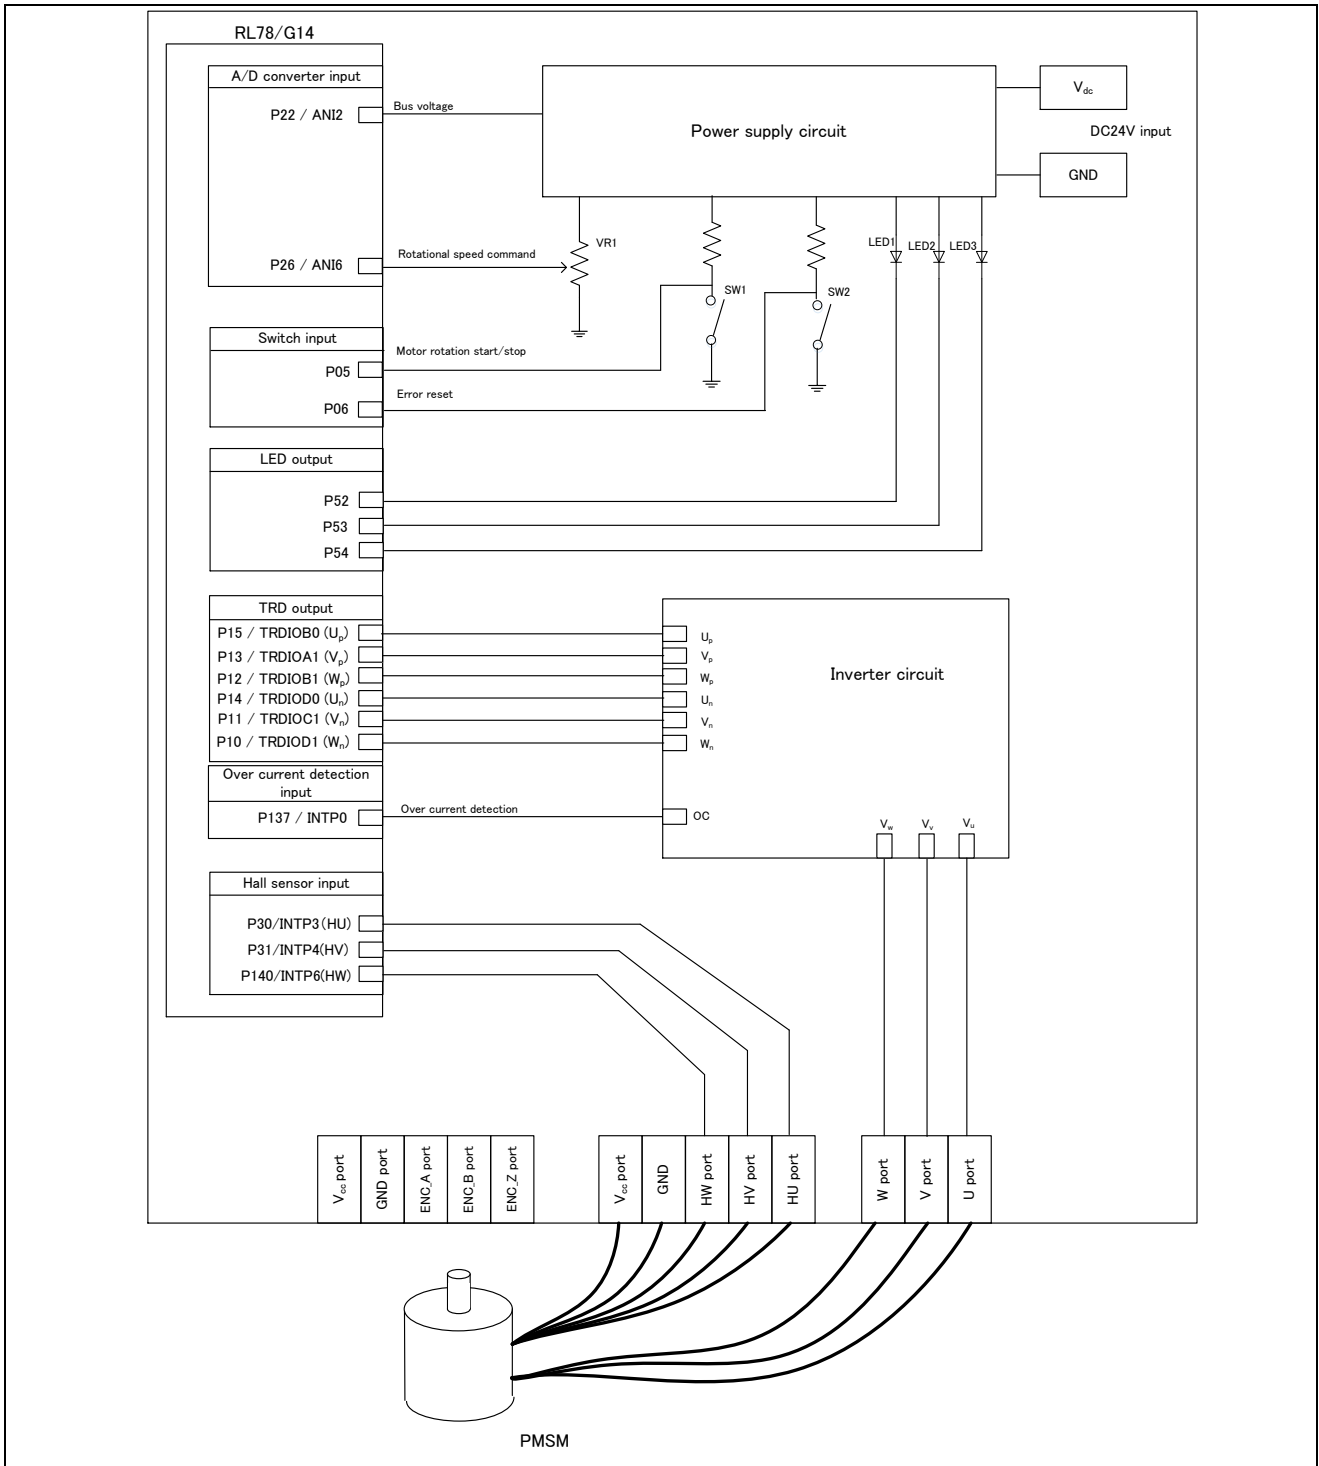 RL78/G14
A/D converter input
P22 / ANI2
Bus voltage
Power supply circuit
Vdc
DC24V input
GND
P26 / ANI6
Rotational speed command
VR1
SW1
SW2
LED1
LED2
LED3
Switch input
P05
Motor rotation start/stop
P06
Error reset
LED output
P52
P53
P54
TRD output
P15 / TRDIOB0 (Up)
P13 / TRDIOA1 (Vp)
P12 / TRDIOB1 (Wp)
P14 / TRDIOD0 (Un)
P11 / TRDIOC1 (Vn)
P10 / TRDIOD1 (Wn)
Up
Vp
Wp
Un
Vn
Wn
Inverter circuit
Over current detection
input
P137 / INTP0
Over current detection
OC
Vw
Vv
Vu
Hall sensor input
P30/INTP3(HU)
P31/INTP4(HV)
P140/INTP6(HW)
Vcc port
GND port
ENC_A port
ENC_B port
ENC_Z port
Vcc port
GND
HW port
HV port
HU port
W port
V port
U port
PMSM